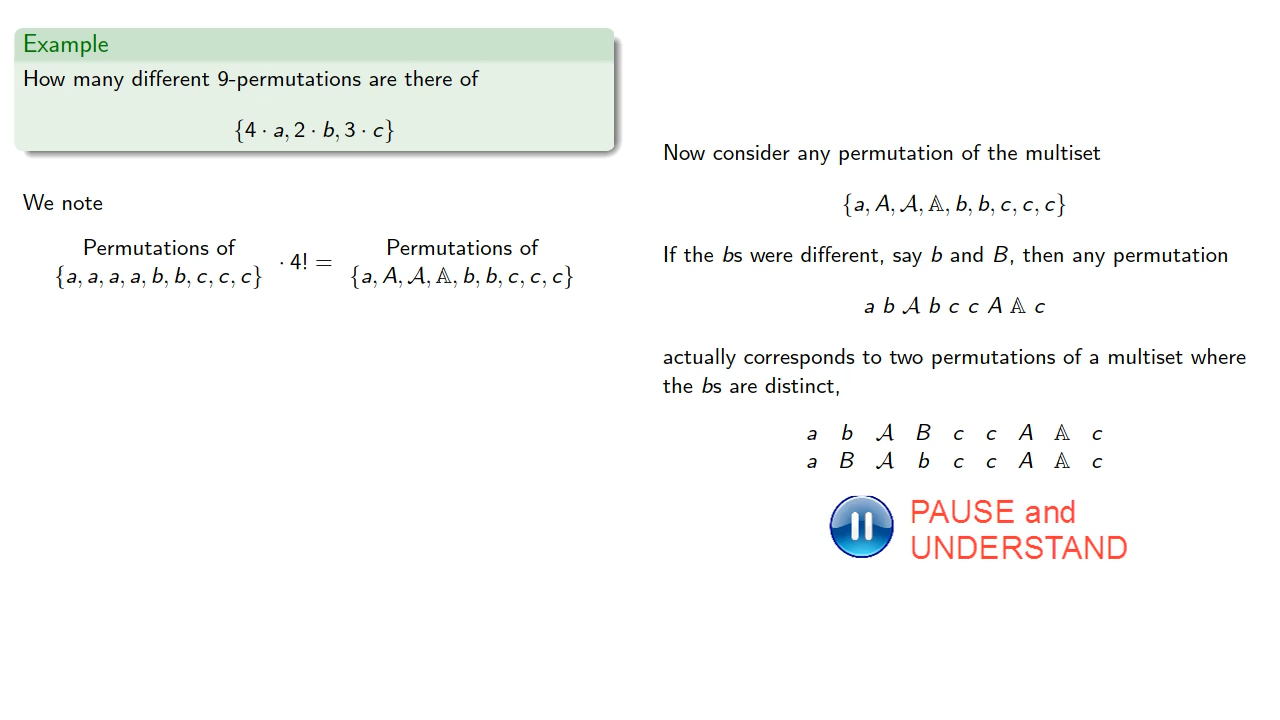 Example
How many different 9-permutations are there of
{4 · a, 2 · b, 3 · c}
We note
Permutations of {a, a, a, a, b, b, c, c, c} · 4! = Permutations of {a, A, 𝒜, 𝔸, b, b, c, c, c}
Now consider any permutation of the multiset
{a, A, 𝒜, 𝔸, b, b, c, c, c}
If the bs were different, say b and B, then any permutation
a b 𝒜 b c c A 𝔸 c
actually corresponds to two permutations of a multiset where
the bs are distinct,
a b 𝒜 B c c A 𝔸 c
a B 𝒜 b c c A 𝔸 c
PAUSE and
UNDERSTAND